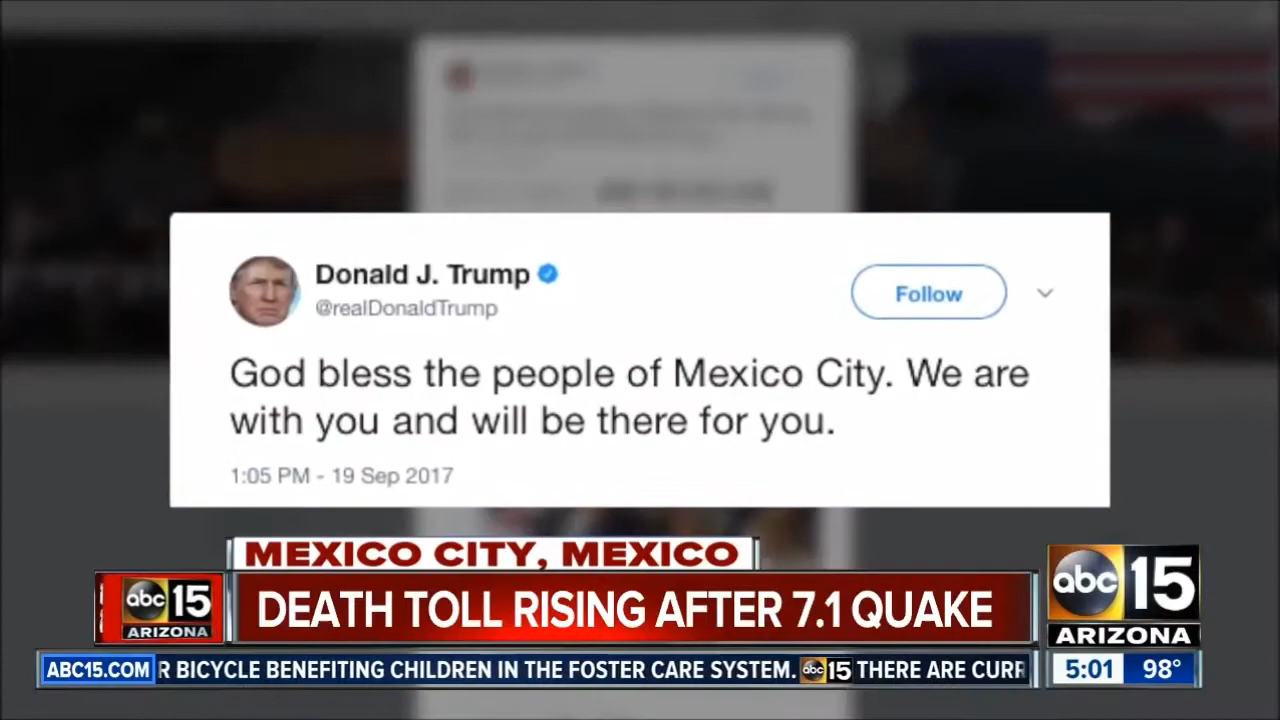 Donald J. Trump
@realDonaldTrump
Follow
God bless the people of Mexico City. We are
with you and will be there for you.
1:05 PM - 19 Sep 2017
MEXICO CITY, MEXICO
abc 15
ARIZONA
DEATH TOLL RISING AFTER 7.1 QUAKE
abc 15
ARIZONA
ABC15.COM
R BICYCLE BENEFITING CHILDREN IN THE FOSTER CARE SYSTEM. abc 15 THERE ARE CURR
5:01 98°